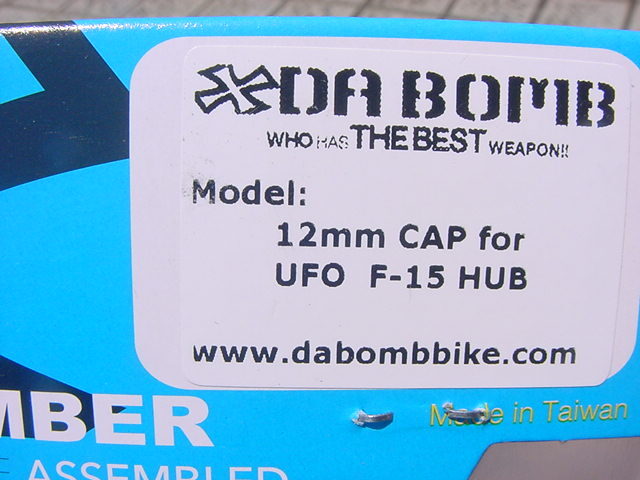 DA BOMB
WHO HAS THE BEST WEAPON!!
Model:
12mm CAP for
UFO F-15 HUB
www.dabombbike.com
MBER
Made in Taiwan
ASSEMBLED